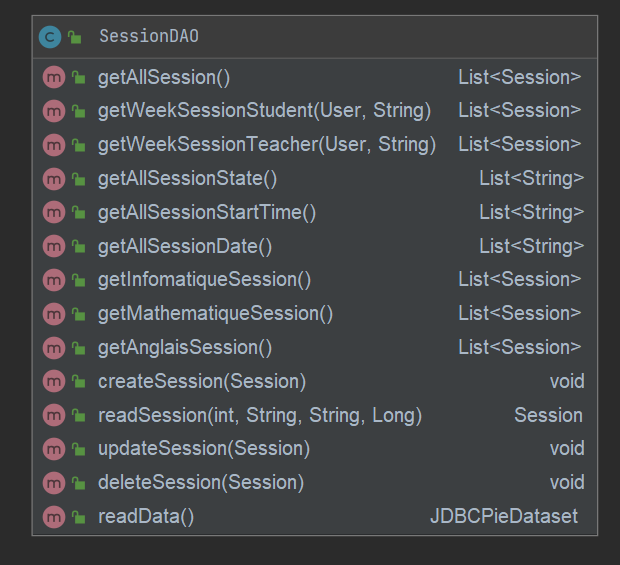 SessionDAO
getAllSession() List<Session>
getWeekSessionStudent(User, String) List<Session>
getWeekSessionTeacher(User, String) List<Session>
getAllSessionState() List<String>
getAllSessionStartTime() List<String>
getAllSessionDate() List<String>
getInfomatiqueSession() List<Session>
getMathematiqueSession() List<Session>
getAnglaisSession() List<Session>
createSession(Session) void
readSession(int, String, String, Long) Session
updateSession(Session) void
deleteSession(Session) void
readData() JDBCPieDataset